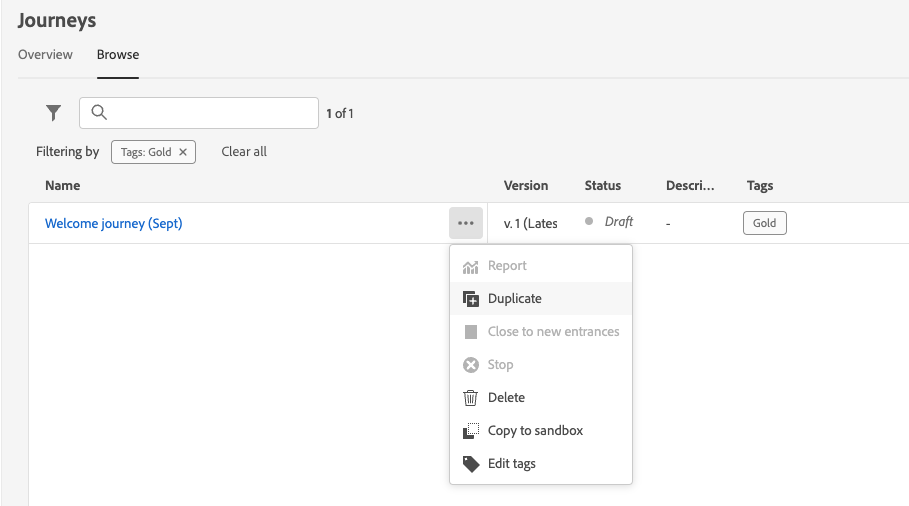 Journeys
Overview Browse
1 of 1
Filtering by Tags: Gold × Clear all
Name Version Status Descri... Tags
Welcome journey (Sept) ... v. 1 (Lates Draft - Gold
Report
Duplicate
Close to new entrances
Stop
Delete
Copy to sandbox
Edit tags